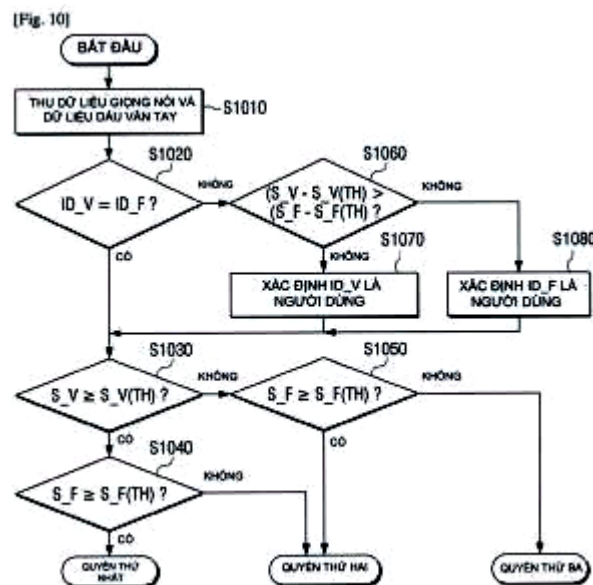 [Fig. 10]
BẮT ĐẦU
THU DỮ LIỆU GIỌNG NÓI VÀ
DỮ LIỆU DẤU VÂN TAY
S1010
S1020
ID_V = ID_F ?
KHÔNG
CÓ
S1060
(S_V - S_V(TH) >
(S_F - S_F(TH) ?
KHÔNG
KHÔNG
S1070
XÁC ĐỊNH ID_V LÀ
NGƯỜI DÙNG
S1080
XÁC ĐỊNH ID_F LÀ
NGƯỜI DÙNG
S1030
S_V ≥ S_V(TH) ?
KHÔNG
CÓ
S1050
S_F ≥ S_F(TH) ?
KHÔNG
CÓ
S1040
S_F ≥ S_F(TH) ?
KHÔNG
CÓ
QUYỀN THỨ
NHẤT
QUYỀN THỨ HAI
QUYỀN THỨ BA